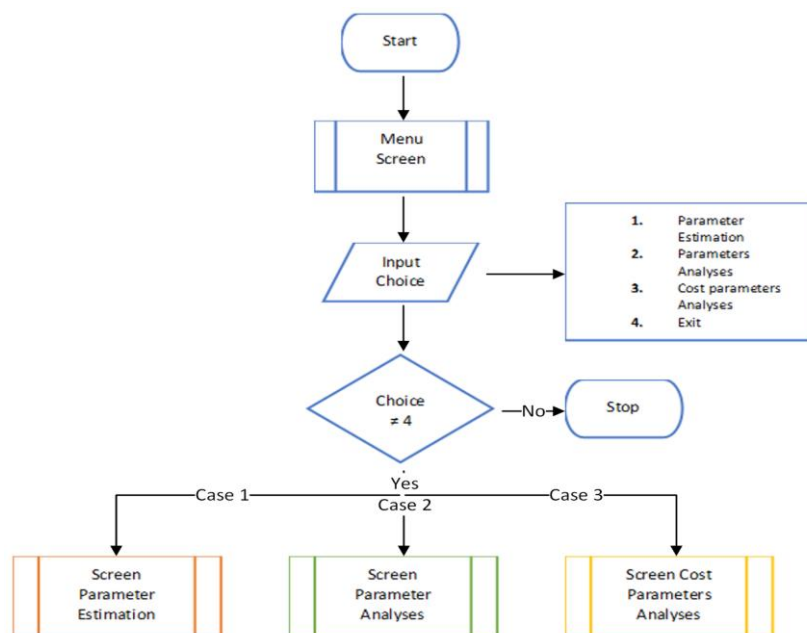 Start
Menu
Screen
Input
Choice
1. Parameter
Estimation
2. Parameters
Analyses
3. Cost parameters
Analyses
4. Exit
Choice
≠ 4
No
Stop
Yes
Case 1
Case 2
Case 3
Screen
Parameter
Estimation
Screen
Parameter
Analyses
Screen Cost
Parameters
Analyses